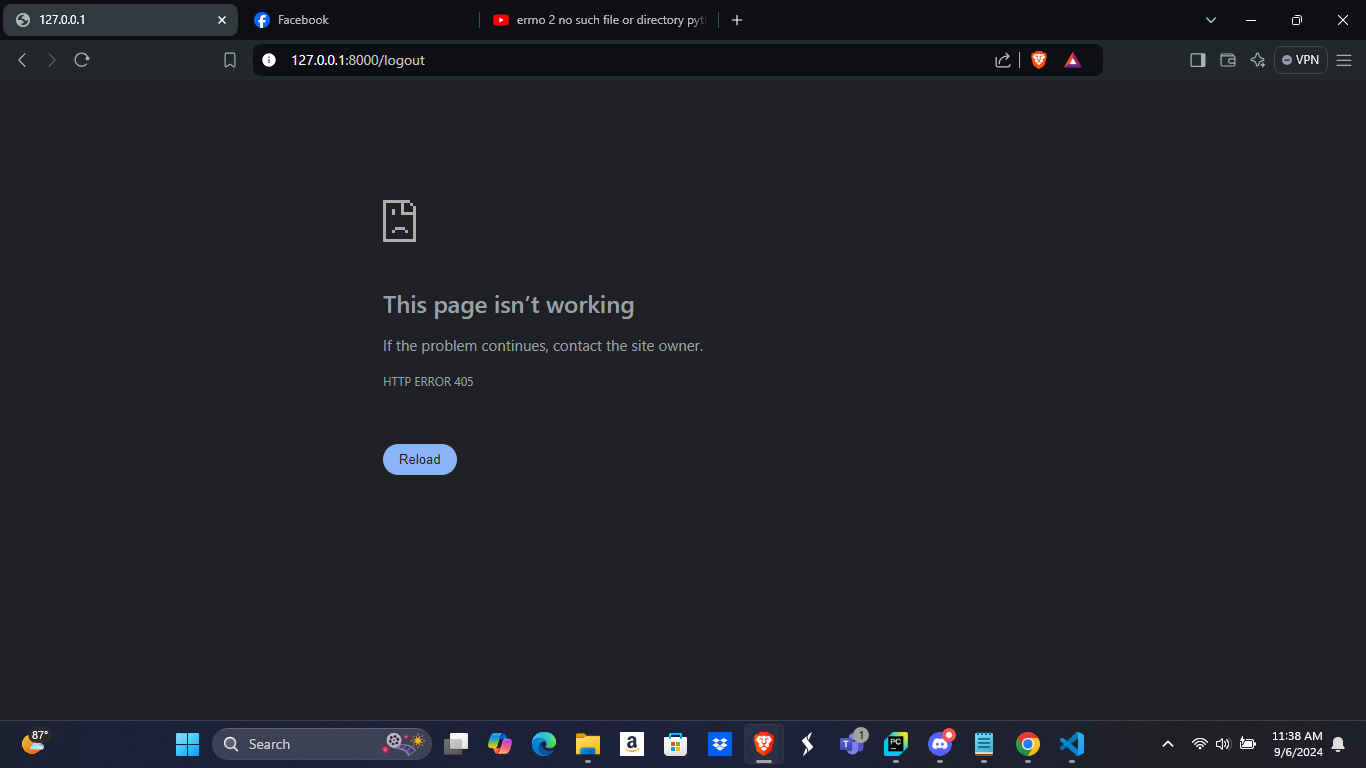 127.0.0.1
Facebook
errno 2 no such file or directory pyt
127.0.0.1:8000/logout
VPN
This page isn't working
If the problem continues, contact the site owner.
HTTP ERROR 405
Reload
87°
Search
a
1
PC
11:38 AM
9/6/2024